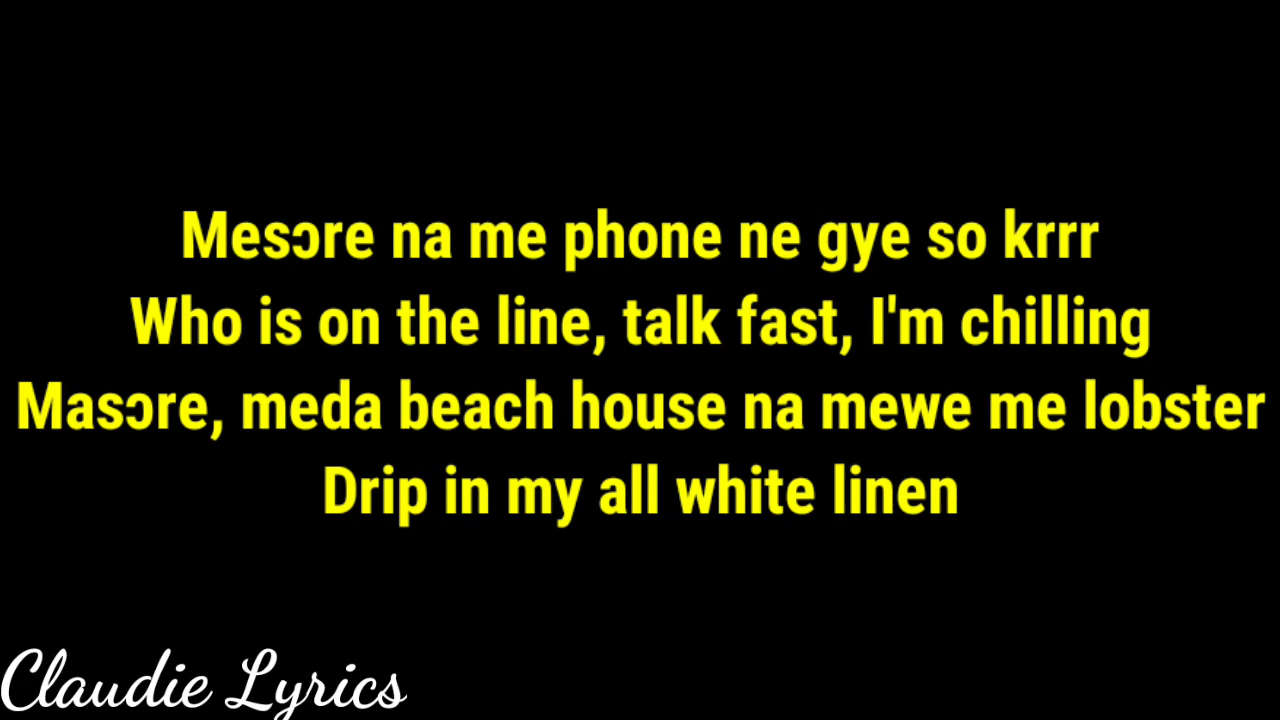 Mesɔre na me phone ne gye so krrr
Who is on the line, talk fast, I'm chilling
Masɔre, meda beach house na mewe me lobster
Drip in my all white linen
Claudie Lyrics